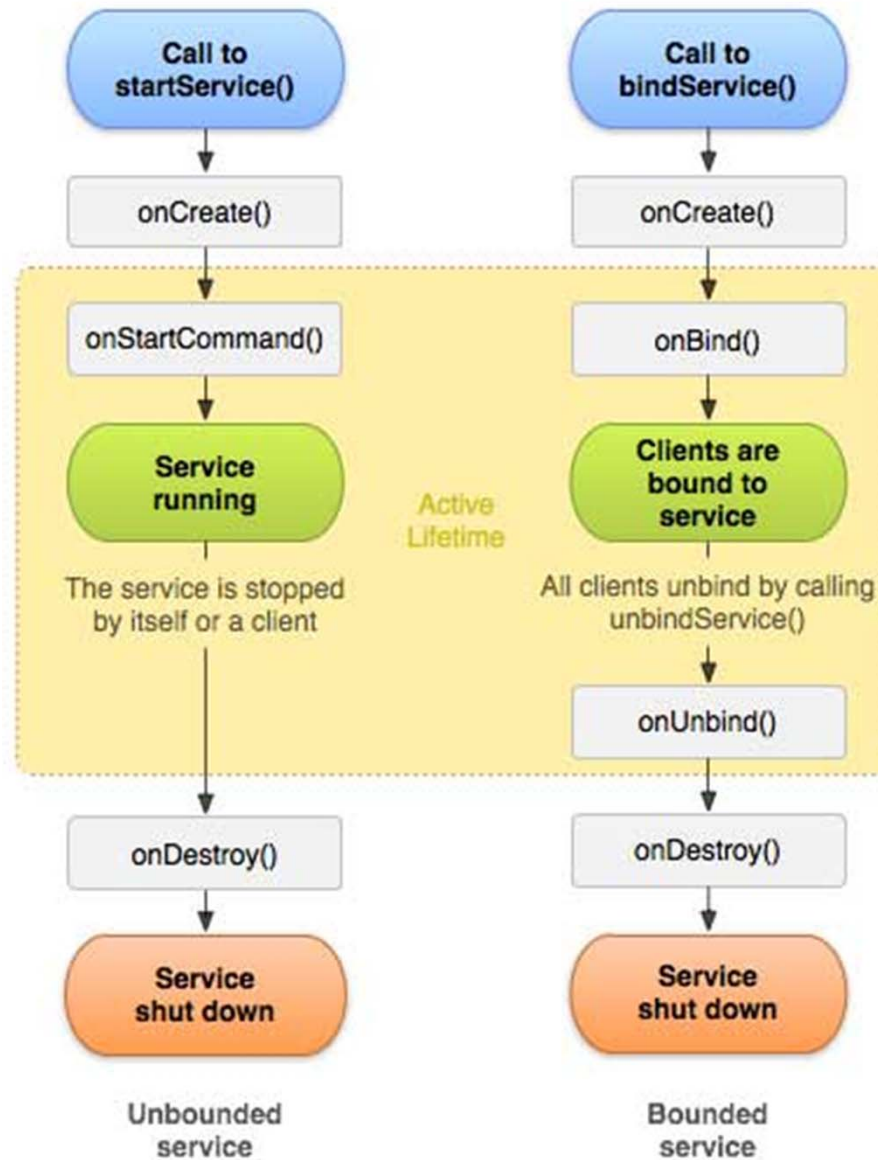 Call to
startService()
onCreate()
onStartCommand()
Service
running
The service is stopped
by itself or a client
onDestroy()
Service
shut down
Unbounded
service
Active
Lifetime
Call to
bindService()
onCreate()
onBind()
Clients are
bound to
service
All clients unbind by calling
unbindService()
onUnbind()
onDestroy()
Service
shut down
Bounded
service